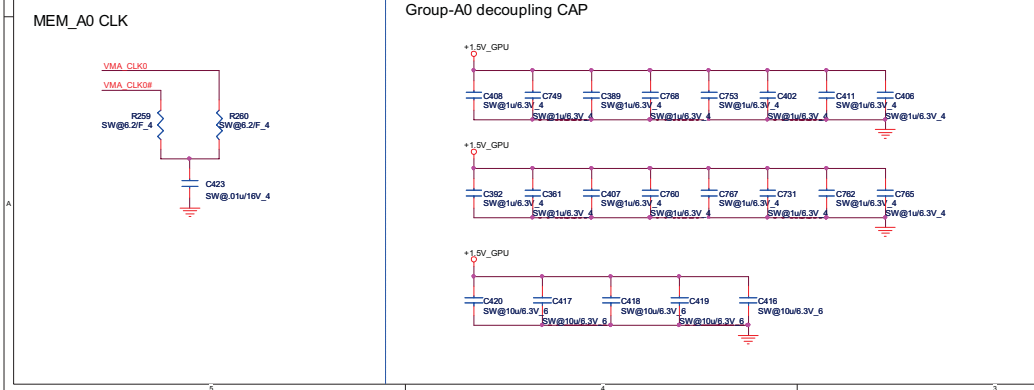 MEM_A0 CLK
VMA_CLK0
VMA_CLK0#
R259
SW@6.2/F_4
R260
SW@6.2/F_4
C423
SW@.01u/16V_4
Group-A0 decoupling CAP
+1.5V_GPU
C408
SW@1u/6.3V_4
C749
SW@1u/6.3V_4
C389
SW@1u/6.3V_4
C768
SW@1u/6.3V_4
C753
SW@1u/6.3V_4
C402
SW@1u/6.3V_4
C411
SW@1u/6.3V_4
C406
SW@1u/6.3V_4
+1.5V_GPU
C392
SW@1u/6.3V_4
C361
SW@1u/6.3V_4
C407
SW@1u/6.3V_4
C760
SW@1u/6.3V_4
C767
SW@1u/6.3V_4
C731
SW@1u/6.3V_4
C762
SW@1u/6.3V_4
C765
SW@1u/6.3V_4
+1.5V_GPU
C420
SW@10u/6.3V_6
C417
SW@10u/6.3V_6
C418
SW@10u/6.3V_6
C419
SW@10u/6.3V_6
C416
SW@10u/6.3V_6
A
5
4
3